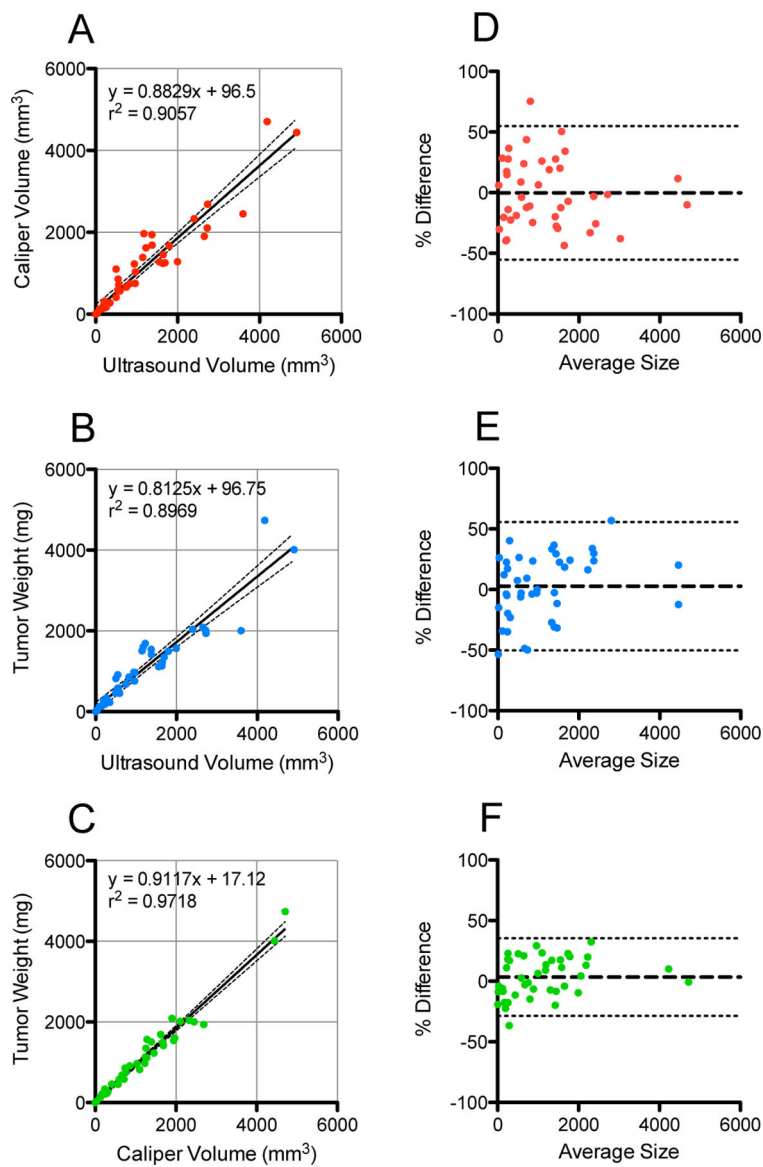 A
6000
4000
2000
0
Caliper Volume (mm³)
y = 0.8829x + 96.5
r² = 0.9057
0 2000 4000 6000
Ultrasound Volume (mm³)
D
100
50
0
-50
-100
% Difference
0 2000 4000 6000
Average Size
B
6000
4000
2000
0
Tumor Weight (mg)
y = 0.8125x + 96.75
r² = 0.8969
0 2000 4000 6000
Ultrasound Volume (mm³)
E
100
50
0
-50
-100
% Difference
0 2000 4000 6000
Average Size
C
6000
4000
2000
0
Tumor Weight (mg)
y = 0.9117x + 17.12
r² = 0.9718
0 2000 4000 6000
Caliper Volume (mm³)
F
100
50
0
-50
-100
% Difference
0 2000 4000 6000
Average Size